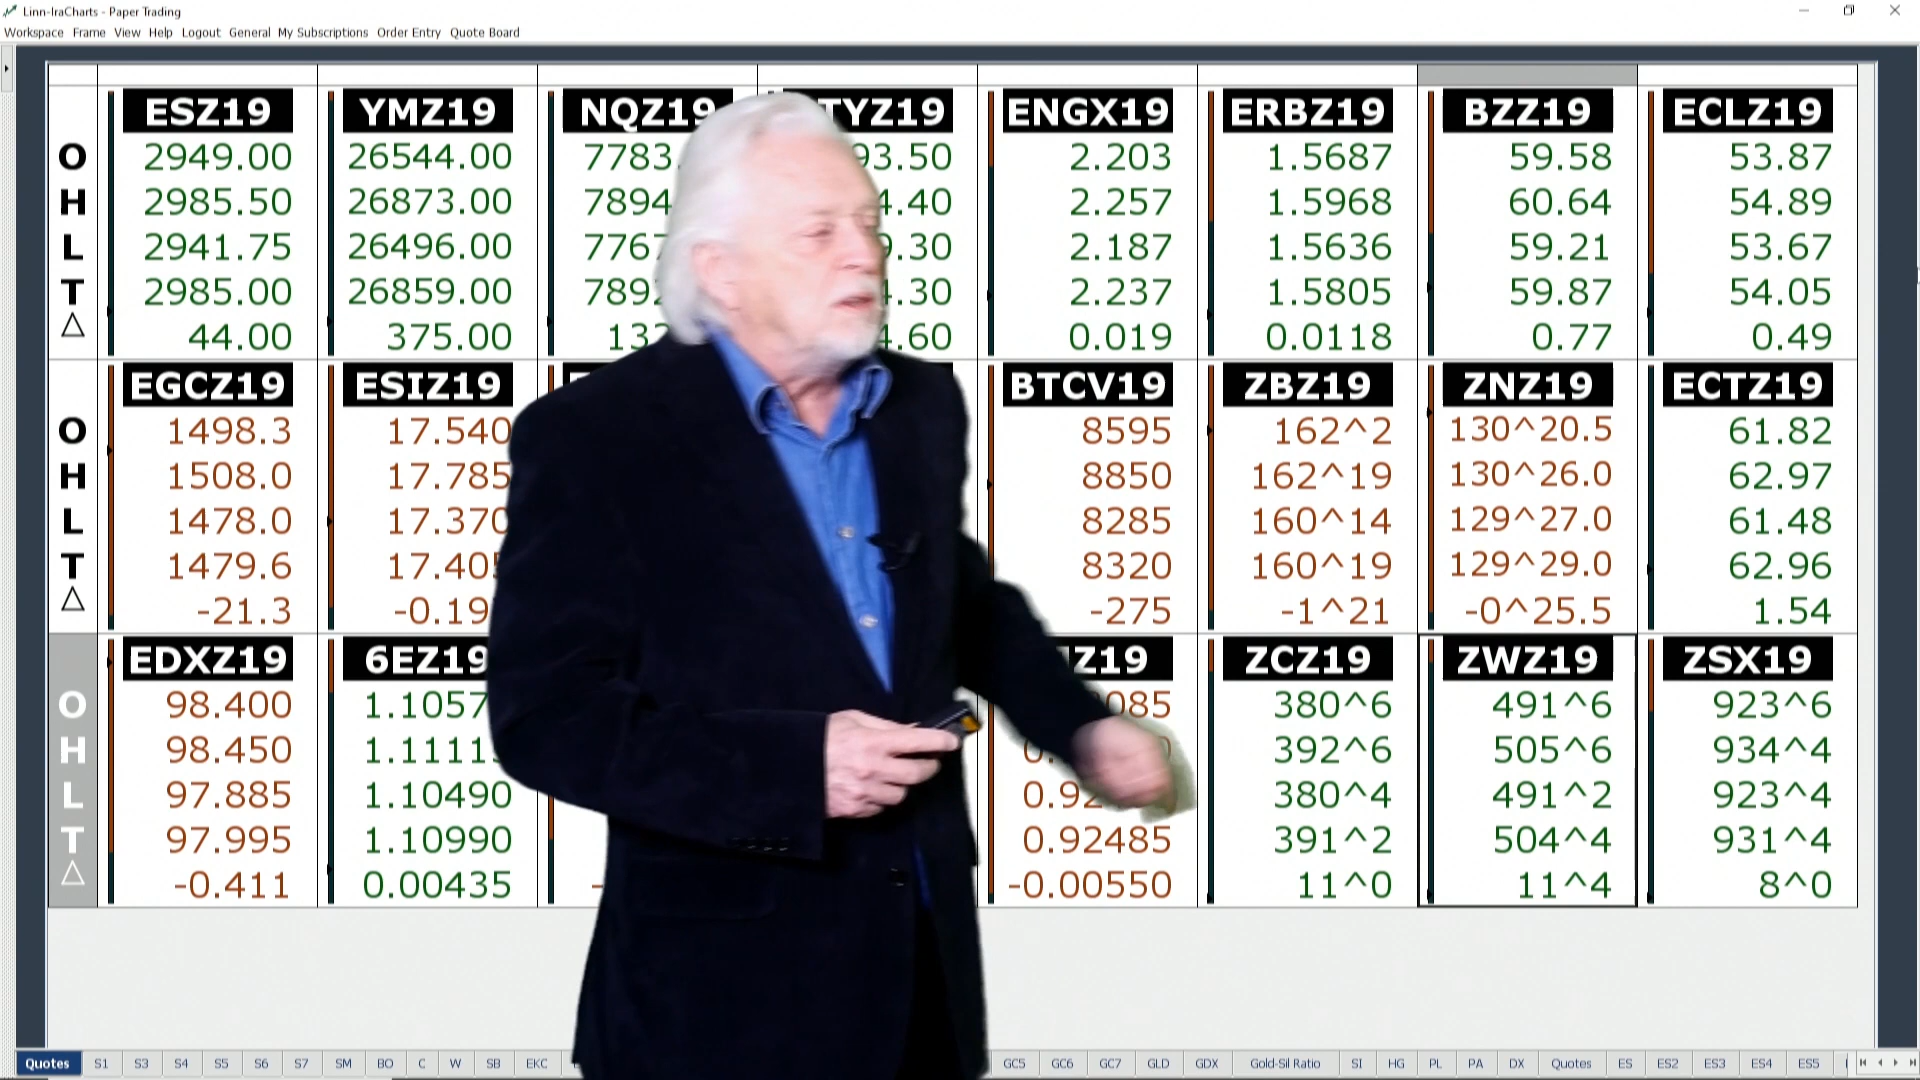 Linn-IraCharts - Paper Trading
Workspace Frame View Help Logout General My Subscriptions Order Entry Quote Board
ESZ19 YMZ19 NQZ19 TYZ19 ENGX19 ERBZ19 BZZ19 ECLZ19
O 2949.00 26544.00 2.203 1.5687 59.58 53.87
H 2985.50 26873.00 2.257 1.5968 60.64 54.89
L 2941.75 26496.00 2.187 1.5636 59.21 53.67
T 2985.00 26859.00 2.237 1.5805 59.87 54.05
△ 44.00 375.00 0.019 0.0118 0.77 0.49
EGCZ19 ESIZ19 BTCV19 ZBZ19 ZNZ19 ECTZ19
O 1498.3 17.540 8595 162^2 130^20.5 61.82
H 1508.0 17.785 8850 162^19 130^26.0 62.97
L 1478.0 17.370 8285 160^14 129^27.0 61.48
T 1479.6 17.405 8320 160^19 129^29.0 62.96
△ -21.3 -275 -1^21 -0^25.5 1.54
EDXZ19 6EZ19 Z19 ZCZ19 ZWZ19 ZSX19
O 98.400 380^6 491^6 923^6
H 98.450 392^6 505^6 934^4
L 97.885 1.10490 380^4 491^2 923^4
T 97.995 1.10990 0.92485 391^2 504^4 931^4
△ -0.411 0.00435 -0.00550 11^0 11^4 8^0
Quotes S1 S3 S4 S5 S6 S7 SM BO C W SB EKC GC5 GC6 GC7 GLD GDX Gold-Sil Ratio SI HG PL PA DX Quotes ES ES2 ES3 ES4 ES5